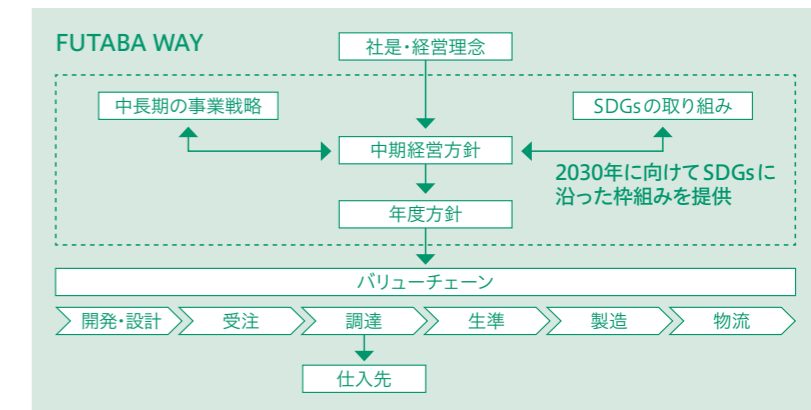 FUTABA WAY
社是・経営理念
中長期の事業戦略
SDGsの取り組み
中期経営方針
2030年に向けてSDGsに
沿った枠組みを提供
年度方針
バリューチェーン
開発・設計
受注
調達
生準
製造
物流
仕入先